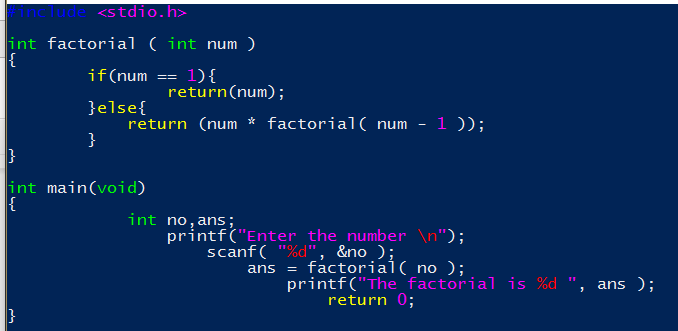 #include <stdio.h>
int factorial ( int num )
{
if(num == 1){
return(num);
}else{
return (num * factorial( num - 1 ));
}
}
int main(void)
{
int no,ans;
printf("Enter the number \n");
scanf( "%d", &no );
ans = factorial( no );
printf("The factorial is %d ", ans );
return 0;
}